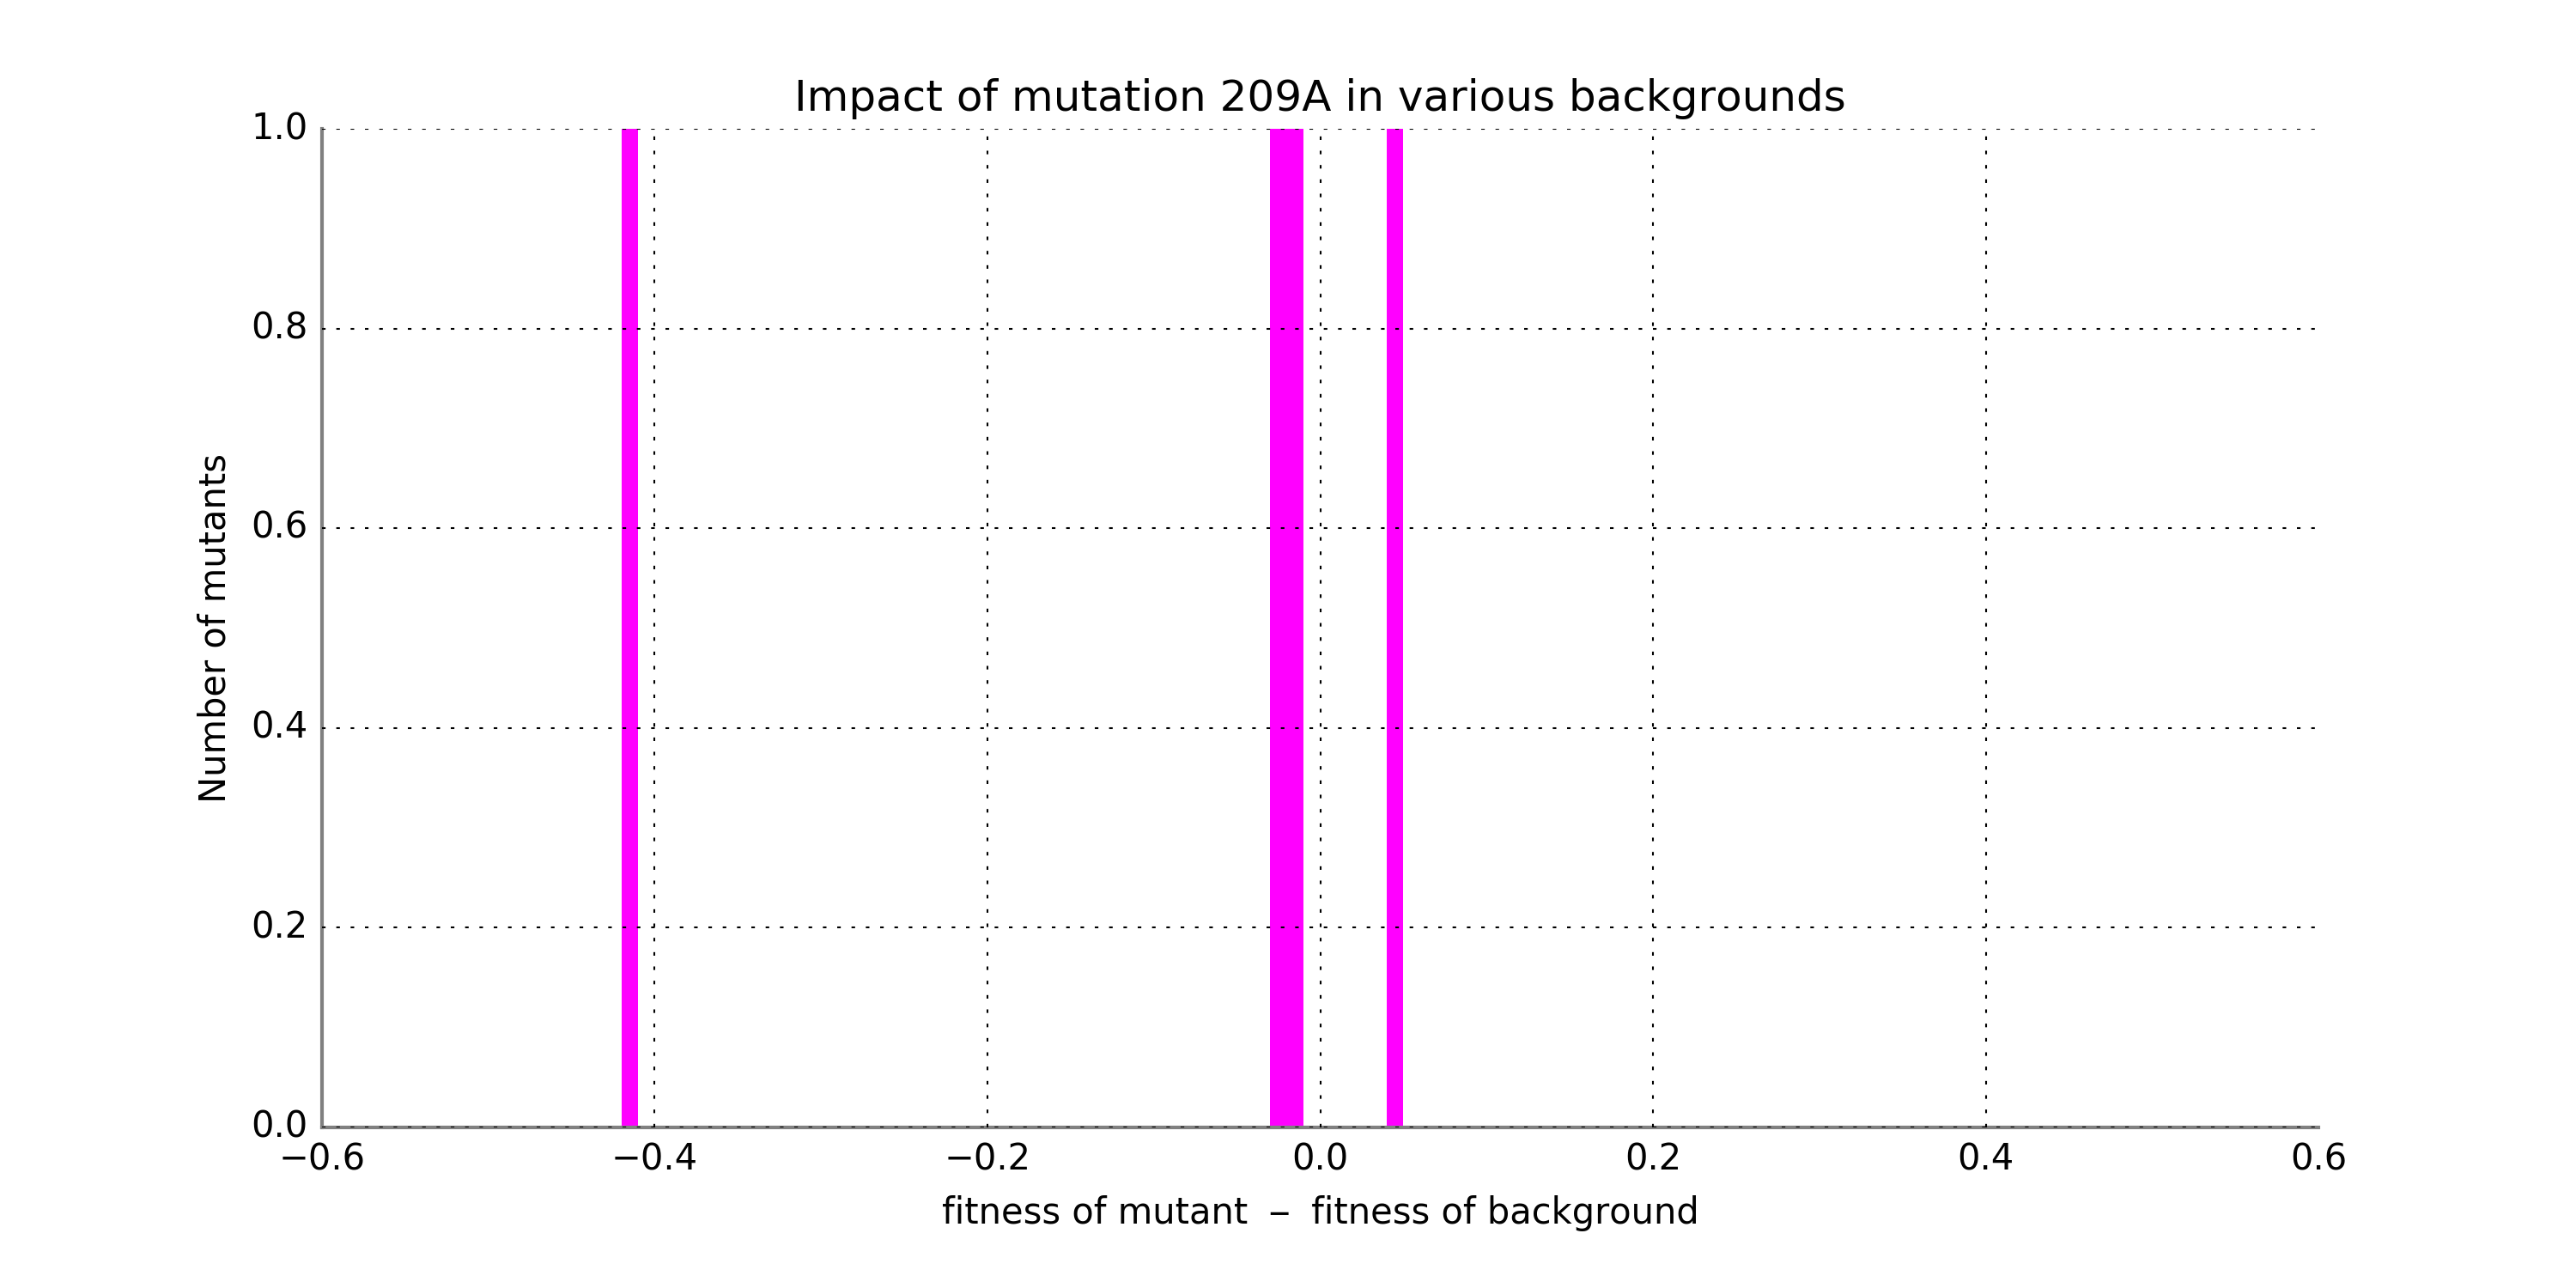 Impact of mutation 209A in various backgrounds
1.0
0.8
0.6
0.4
0.2
0.0
Number of mutants
−0.6 −0.4 −0.2 0.0 0.2 0.4 0.6
fitness of mutant − fitness of background